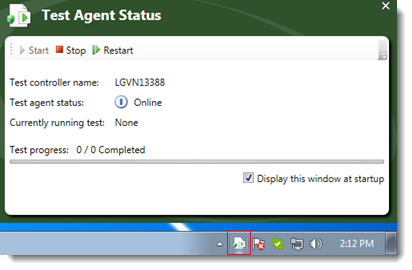 Test Agent Status
Start Stop Restart
Test controller name: LGVN13388
Test agent status: Online
Currently running test: None
Test progress: 0 / 0 Completed
Display this window at startup
2:12 PM